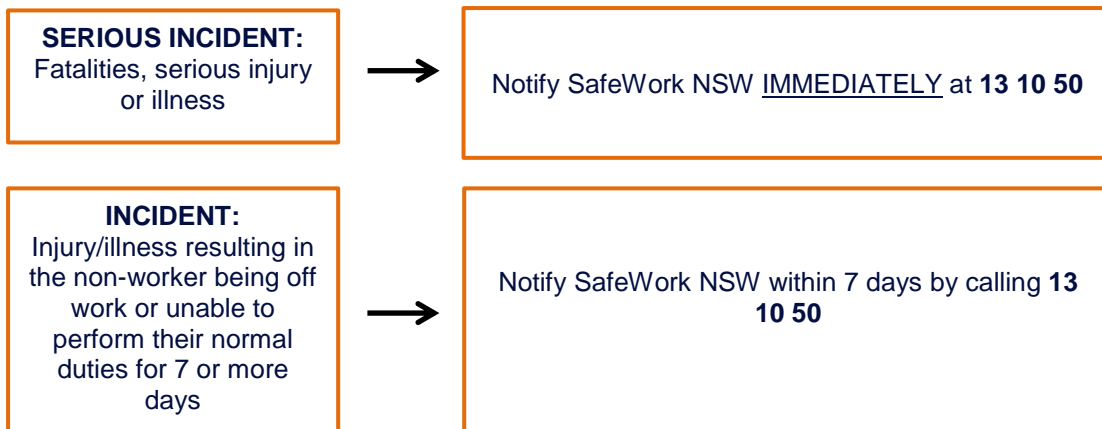 SERIOUS INCIDENT:
Fatalities, serious injury
or illness
Notify SafeWork NSW IMMEDIATELY at 13 10 50
INCIDENT:
Injury/illness resulting in
the non-worker being off
work or unable to
perform their normal
duties for 7 or more
days
Notify SafeWork NSW within 7 days by calling 13
10 50